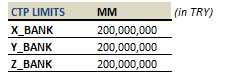 CTP LIMITS MM (in TRY)
X_BANK 200,000,000
Y_BANK 200,000,000
Z_BANK 200,000,000